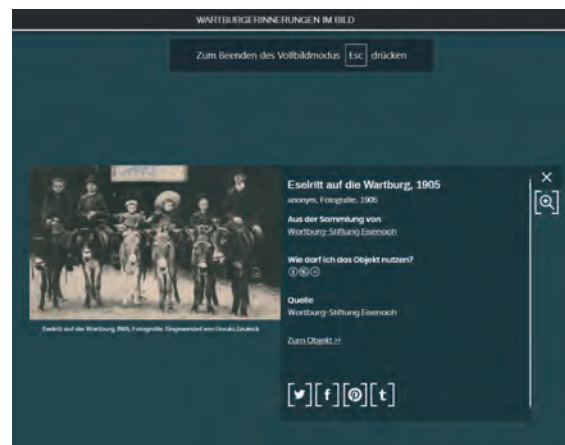 WARTBURGERINNERUNGEN IM BILD
Zum Beenden des Vollbildmodus Esc drücken
Eselritt auf die Wartburg, 1905
anonym, Fotografie, 1905
Aus der Sammlung von
Wartburg-Stiftung Eisenach
Wie darf ich das Objekt nutzen?
Quelle
Wartburg-Stiftung Eisenach
Zum Objekt >>
Eselritt auf die Wartburg, 1905, Fotografie. Eingesendet von Ursula